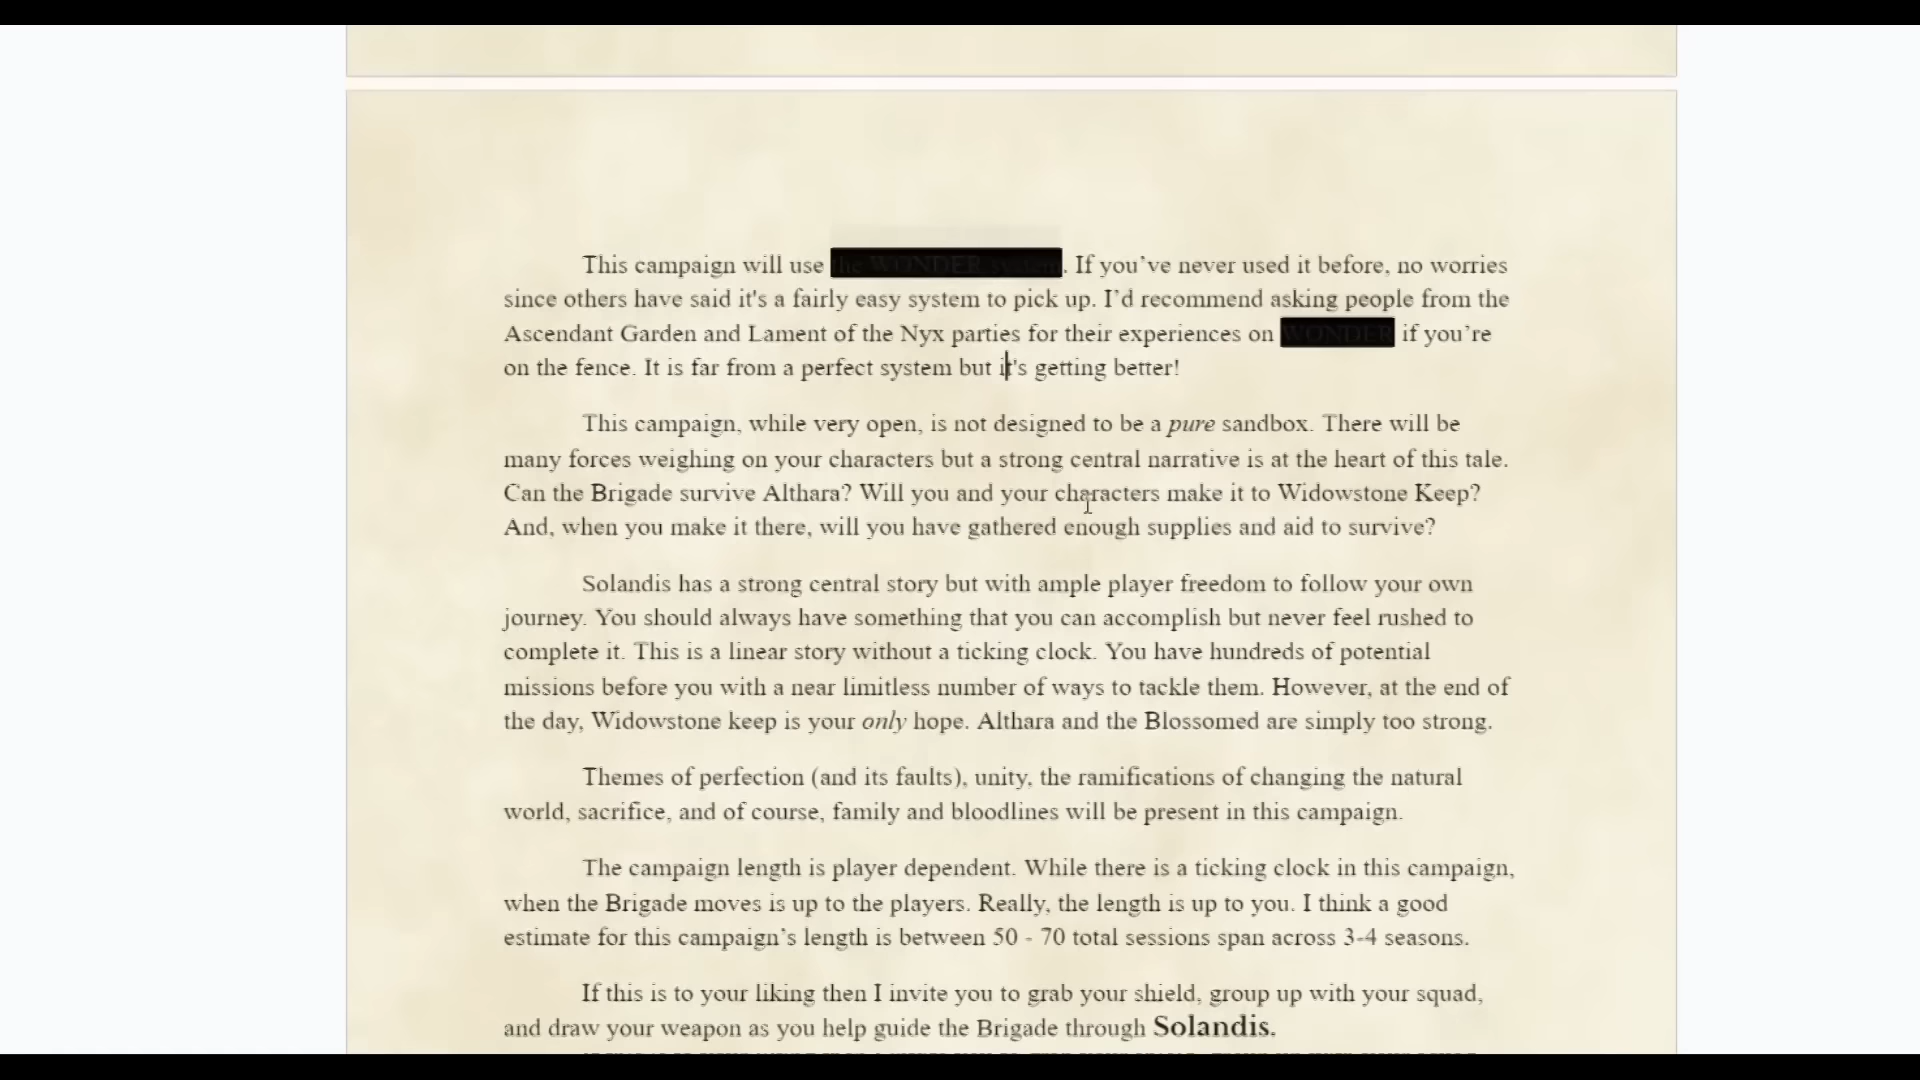 This campaign will use the WONDER system. If you’ve never used it before, no worries
since others have said it's a fairly easy system to pick up. I’d recommend asking people from the
Ascendant Garden and Lament of the Nyx parties for their experiences on WONDER if you’re
on the fence. It is far from a perfect system but it's getting better!
This campaign, while very open, is not designed to be a pure sandbox. There will be
many forces weighing on your characters but a strong central narrative is at the heart of this tale.
Can the Brigade survive Althara? Will you and your characters make it to Widowstone Keep?
And, when you make it there, will you have gathered enough supplies and aid to survive?
Solandis has a strong central story but with ample player freedom to follow your own
journey. You should always have something that you can accomplish but never feel rushed to
complete it. This is a linear story without a ticking clock. You have hundreds of potential
missions before you with a near limitless number of ways to tackle them. However, at the end of
the day, Widowstone keep is your only hope. Althara and the Blossomed are simply too strong.
Themes of perfection (and its faults), unity, the ramifications of changing the natural
world, sacrifice, and of course, family and bloodlines will be present in this campaign.
The campaign length is player dependent. While there is a ticking clock in this campaign,
when the Brigade moves is up to the players. Really, the length is up to you. I think a good
estimate for this campaign’s length is between 50 - 70 total sessions span across 3-4 seasons.
If this is to your liking then I invite you to grab your shield, group up with your squad,
and draw your weapon as you help guide the Brigade through Solandis.